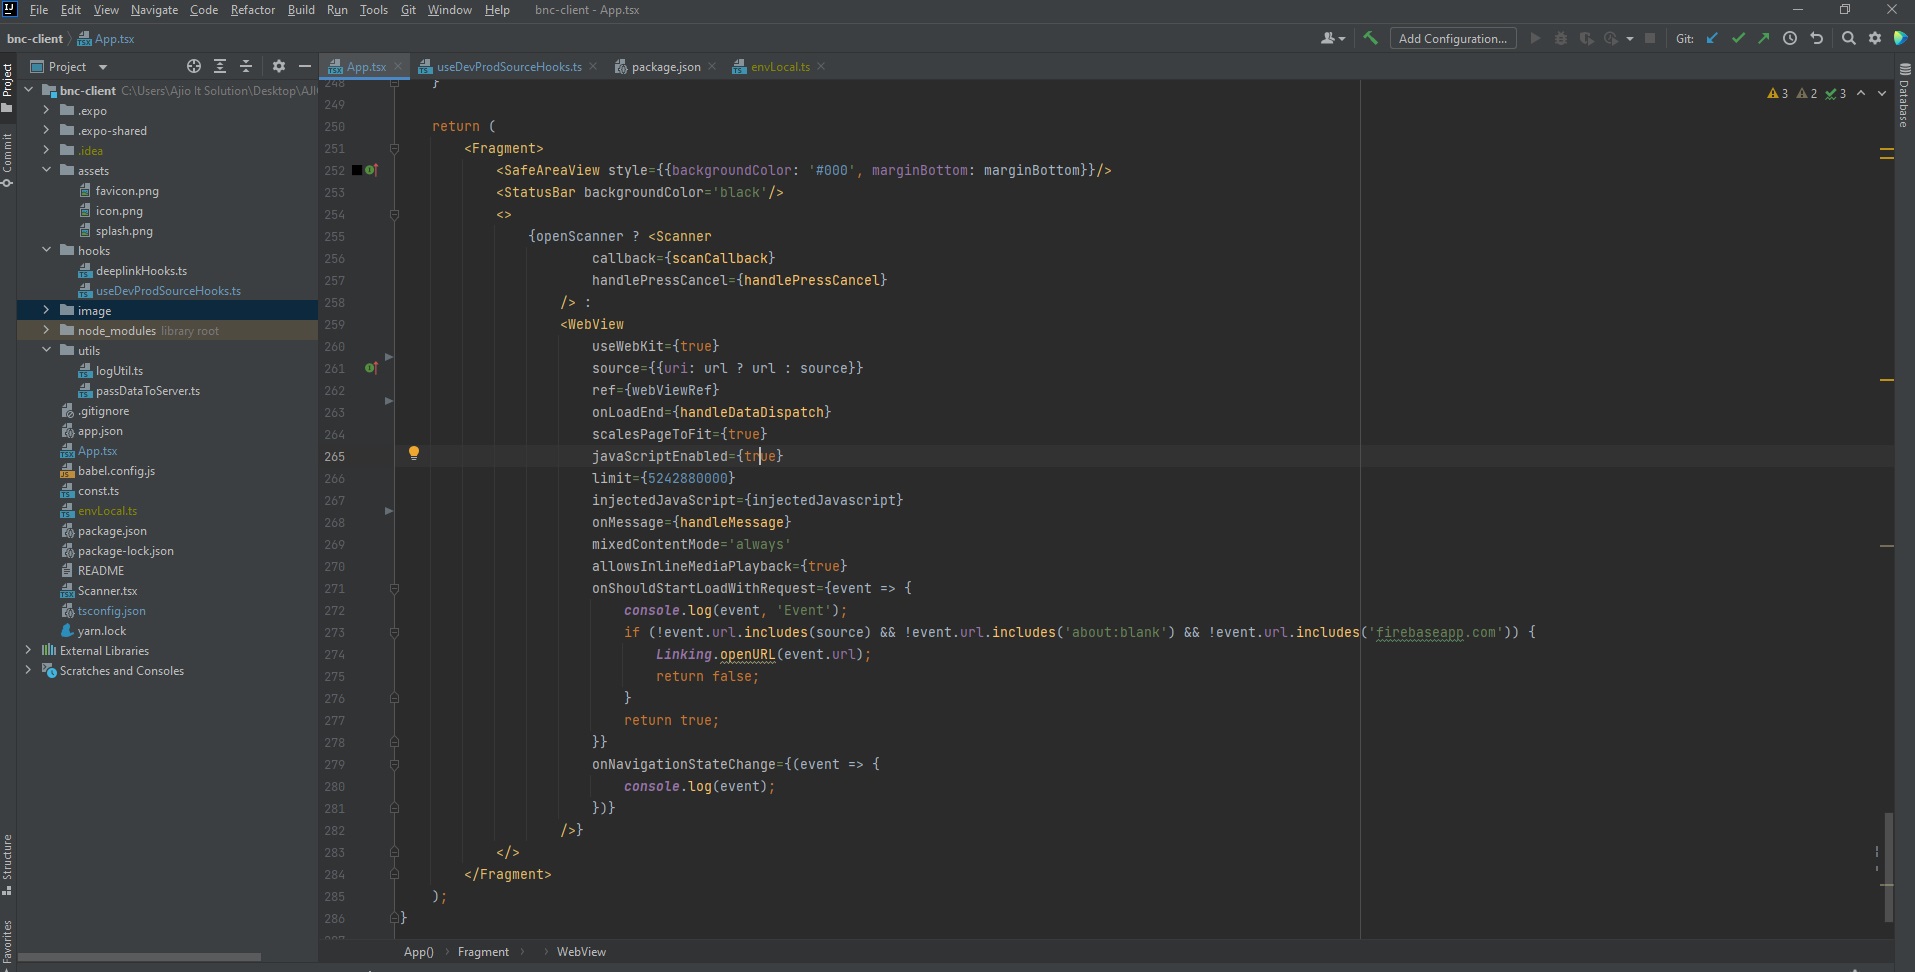 File Edit View Navigate Code Refactor Build Run Tools Git Window Help bnc-client - App.tsx
bnc-client App.tsx
Add Configuration...
Git:
Project
App.tsx
useDevProdSourceHooks.ts
package.json
envLocal.ts
Project
Commit
Structure
Favorites
Database
3 2 3
bnc-client C:\Users\Ajio It Solution\Desktop\AJI
.expo
.expo-shared
.idea
assets
favicon.png
icon.png
splash.png
hooks
deeplinkHooks.ts
useDevProdSourceHooks.ts
image
node_modules library root
utils
logUtil.ts
passDataToServer.ts
.gitignore
app.json
App.tsx
babel.config.js
const.ts
envLocal.ts
package.json
package-lock.json
README
Scanner.tsx
tsconfig.json
yarn.lock
External Libraries
Scratches and Consoles
248 }
249
250 return (
251 <Fragment>
252 <SafeAreaView style={{backgroundColor: '#000', marginBottom: marginBottom}}/>
253 <StatusBar backgroundColor='black'/>
254 <>
255 {openScanner ? <Scanner
256 callback={scanCallback}
257 handlePressCancel={handlePressCancel}
258 /> :
259 <WebView
260 useWebKit={true}
261 source={{uri: url ? url : source}}
262 ref={webViewRef}
263 onLoadEnd={handleDataDispatch}
264 scalesPageToFit={true}
265 javaScriptEnabled={true}
266 limit={5242880000}
267 injectedJavaScript={injectedJavascript}
268 onMessage={handleMessage}
269 mixedContentMode='always'
270 allowsInlineMediaPlayback={true}
271 onShouldStartLoadWithRequest={event => {
272 console.log(event, 'Event');
273 if (!event.url.includes(source) && !event.url.includes('about:blank') && !event.url.includes('firebaseapp.com')) {
274 Linking.openURL(event.url);
275 return false;
276 }
277 return true;
278 }}
279 onNavigationStateChange={(event => {
280 console.log(event);
281 })}
282 />}
283 </>
284 </Fragment>
285 );
286 }
App() Fragment WebView